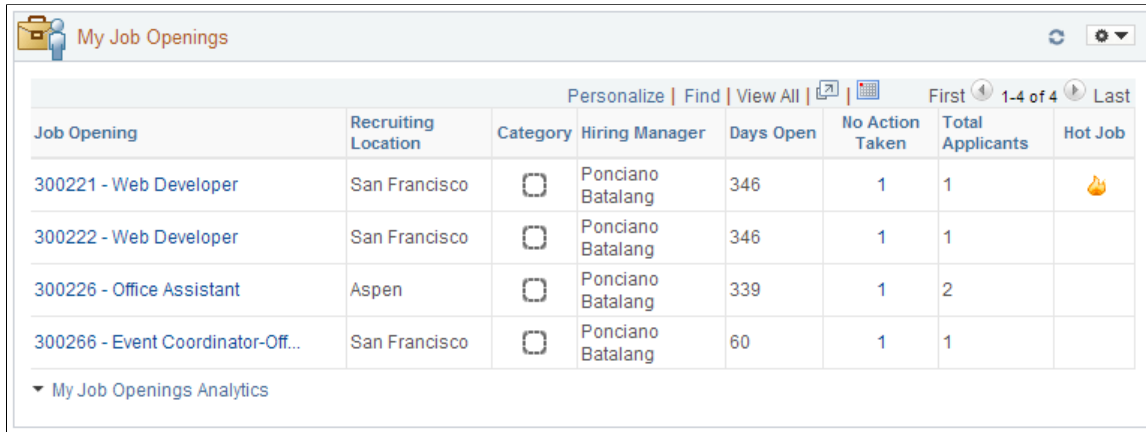 My Job Openings
Personalize | Find | View All | | First 1-4 of 4 Last
Job Opening Recruiting Location Category Hiring Manager Days Open No Action Taken Total Applicants Hot Job
300221 - Web Developer San Francisco Ponciano Batalang 346 1 1
300222 - Web Developer San Francisco Ponciano Batalang 346 1 1
300226 - Office Assistant Aspen Ponciano Batalang 339 1 2
300266 - Event Coordinator-Off... San Francisco Ponciano Batalang 60 1 1
My Job Openings Analytics